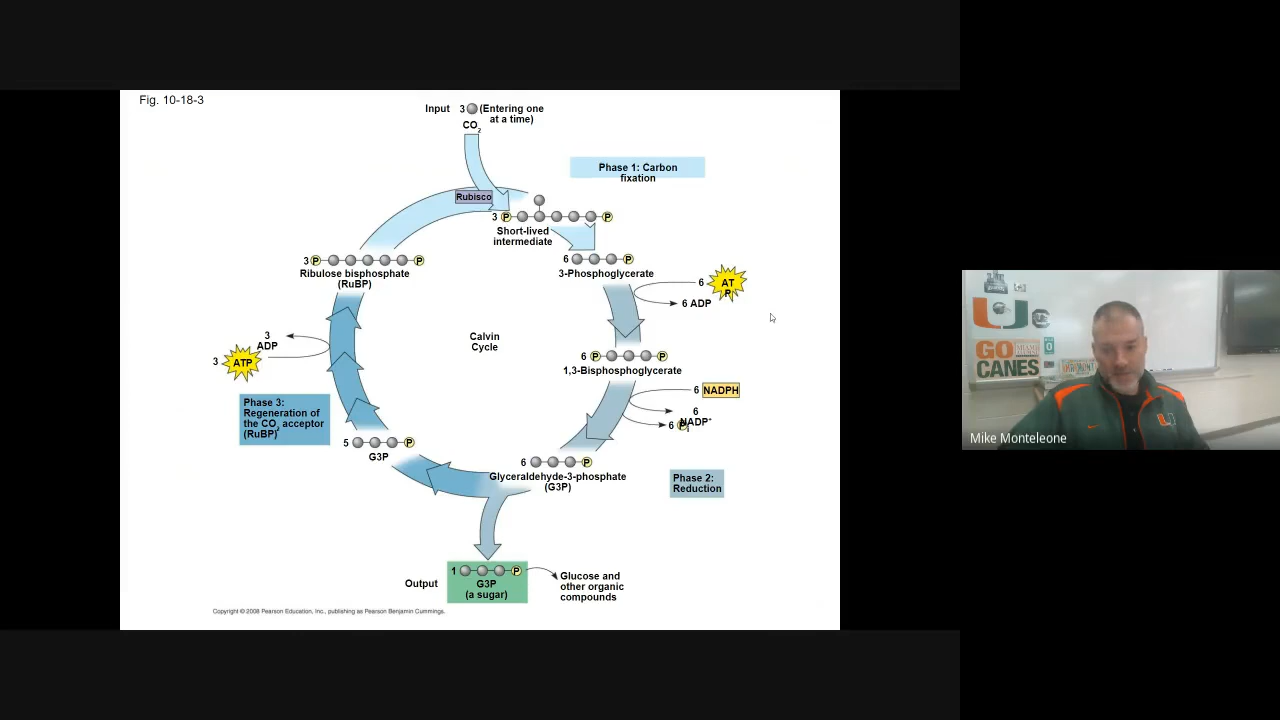 Fig. 10-18-3
Input 3 (Entering one
at a time)
CO2
Phase 1: Carbon
fixation
Rubisco
3 P P
Short-lived
intermediate
3 P P
Ribulose bisphosphate
(RuBP)
6 P
3-Phosphoglycerate
6 AT
P
6 ADP
3
ADP
3 ATP
Calvin
Cycle
6 P P
1,3-Bisphosphoglycerate
6 NADPH
6
NADP+
6 Pi
Phase 3:
Regeneration of
the CO2 acceptor
(RuBP)
5 P
G3P
6 P
Glyceraldehyde-3-phosphate
(G3P)
Phase 2:
Reduction
Output
1 P
G3P
(a sugar)
Glucose and
other organic
compounds
Copyright © 2008 Pearson Education, Inc., publishing as Pearson Benjamin Cummings.
U
GO
CANES
U
Mike Monteleone